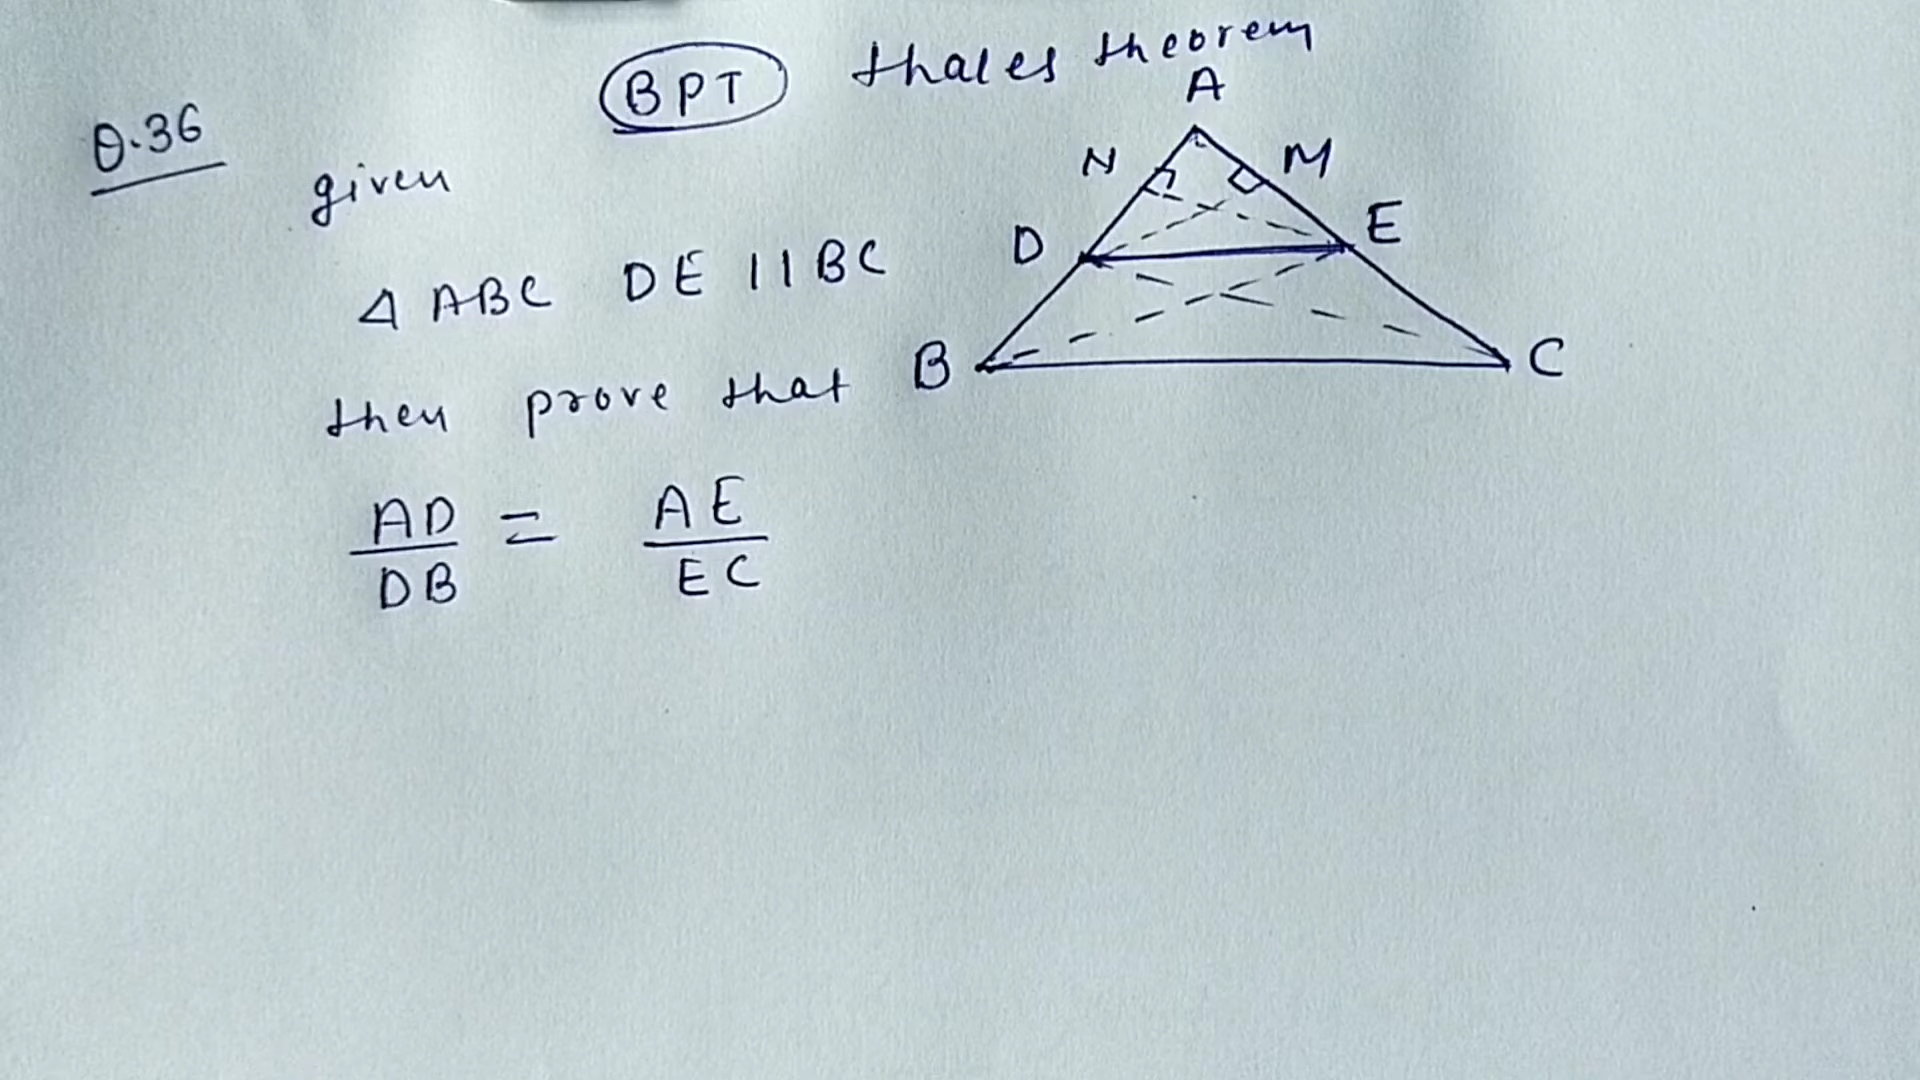 BPT thales theorem
Q.36
given
△ ABC DE || BC
then prove that
AD/DB = AE/EC
A
N M
D E
B C